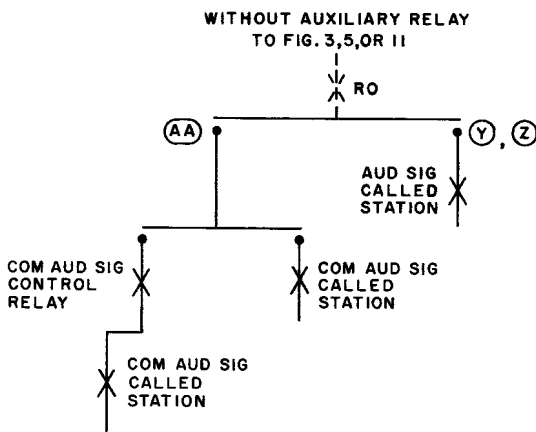 WITHOUT AUXILIARY RELAY
TO FIG. 3,5,OR 11
RO
AA
Y , Z
AUD SIG
CALLED
STATION
COM AUD SIG
CONTROL
RELAY
COM AUD SIG
CALLED
STATION
COM AUD SIG
CALLED
STATION